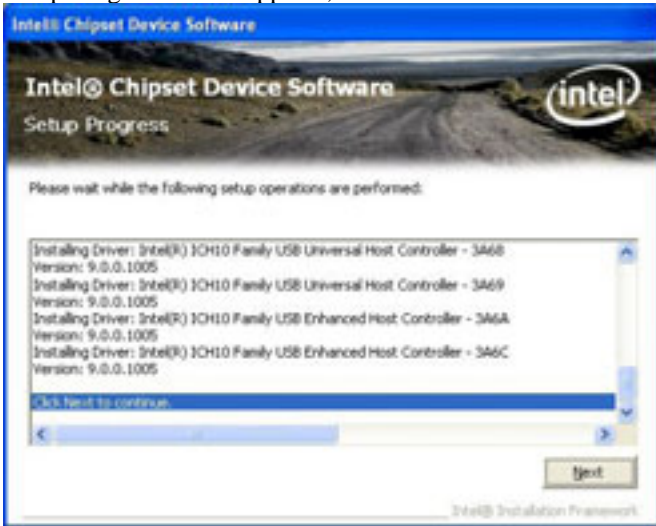 Intel® Chipset Device Software
Intel® Chipset Device Software
intel
Setup Progress
Please wait while the following setup operations are performed:
Installing Driver: Intel(R) ICH10 Family USB Universal Host Controller - 3A68
Version: 9.0.0.1005
Installing Driver: Intel(R) ICH10 Family USB Universal Host Controller - 3A69
Version: 9.0.0.1005
Installing Driver: Intel(R) ICH10 Family USB Enhanced Host Controller - 3A6A
Version: 9.0.0.1005
Installing Driver: Intel(R) ICH10 Family USB Enhanced Host Controller - 3A6C
Version: 9.0.0.1005
Click Next to continue.
Next
Intel® Installation Framework